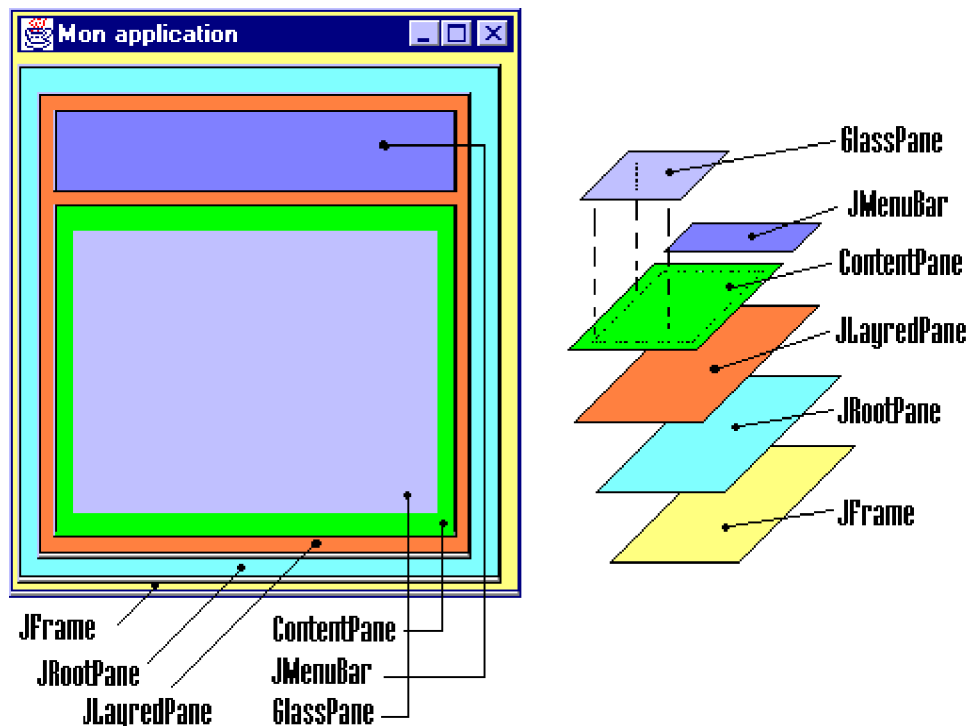 Mon application
GlassPane
JMenuBar
ContentPane
JLayredPane
JRootPane
JFrame
JFrame
ContentPane
JRootPane
JMenuBar
JLayredPane
GlassPane